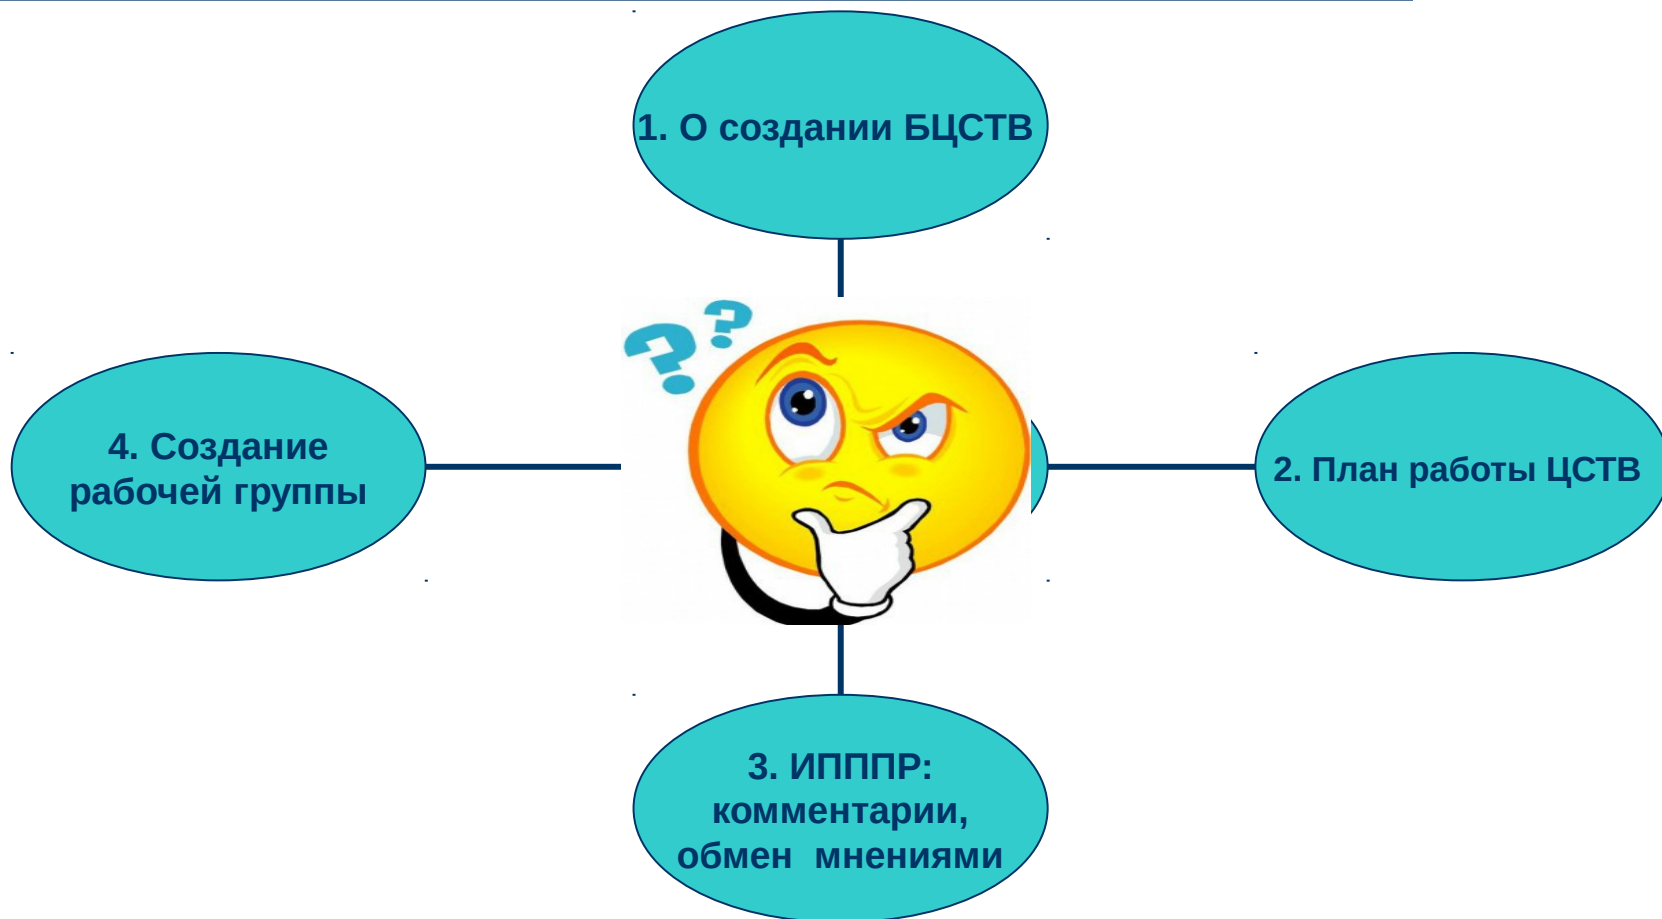 1. О создании БЦСТВ
??
4. Создание
рабочей группы
2. План работы ЦСТВ
3. ИПППР:
комментарии,
обмен мнениями